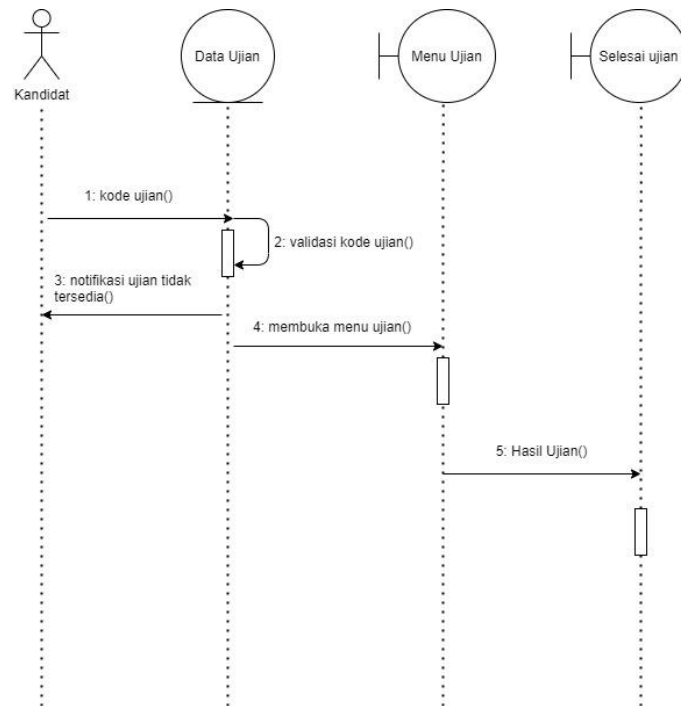 Kandidat
Data Ujian
Menu Ujian
Selesai ujian
1: kode ujian()
2: validasi kode ujian()
3: notifikasi ujian tidak
tersedia()
4: membuka menu ujian()
5: Hasil Ujian()